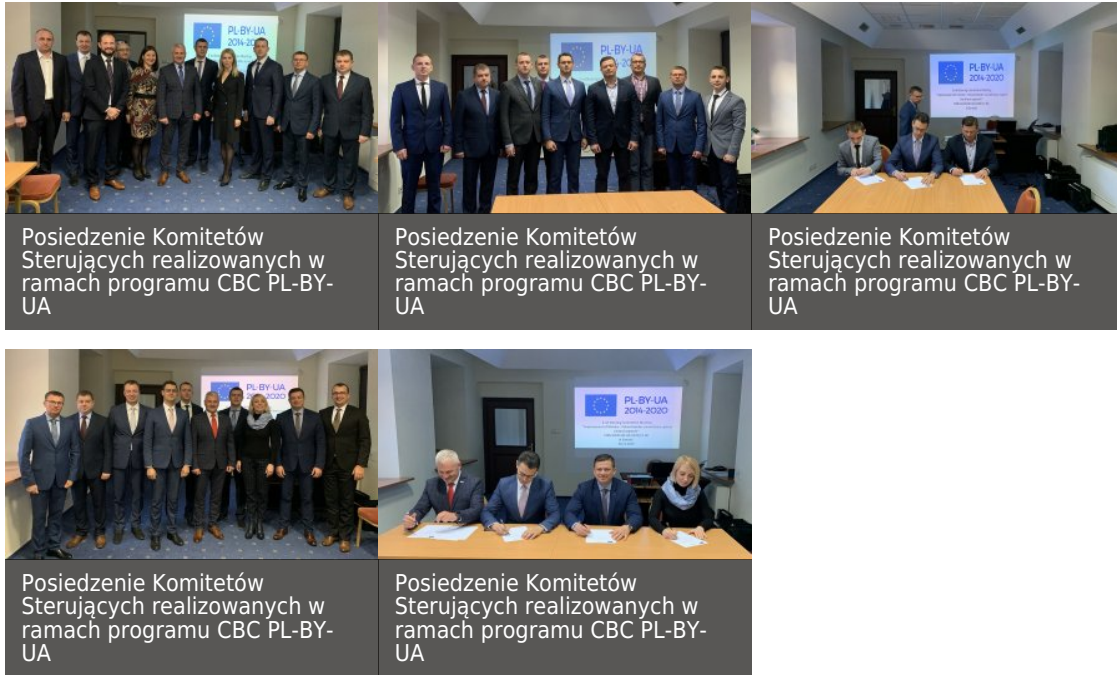 PL-BY-UA
2014-2020
PL-BY-UA
PL-BY-UA
2014-2020
Posiedzenie Komitetów
Sterujących realizowanych w
ramach programu CBC PL-BY-
UA
Posiedzenie Komitetów
Sterujących realizowanych w
ramach programu CBC PL-BY-
UA
Posiedzenie Komitetów
Sterujących realizowanych w
ramach programu CBC PL-BY-
UA
PL-BY-UA
2020
PL-BY-UA
2014-2020
Posiedzenie Komitetów
Sterujących realizowanych w
ramach programu CBC PL-BY-
UA
Posiedzenie Komitetów
Sterujących realizowanych w
ramach programu CBC PL-BY-
UA